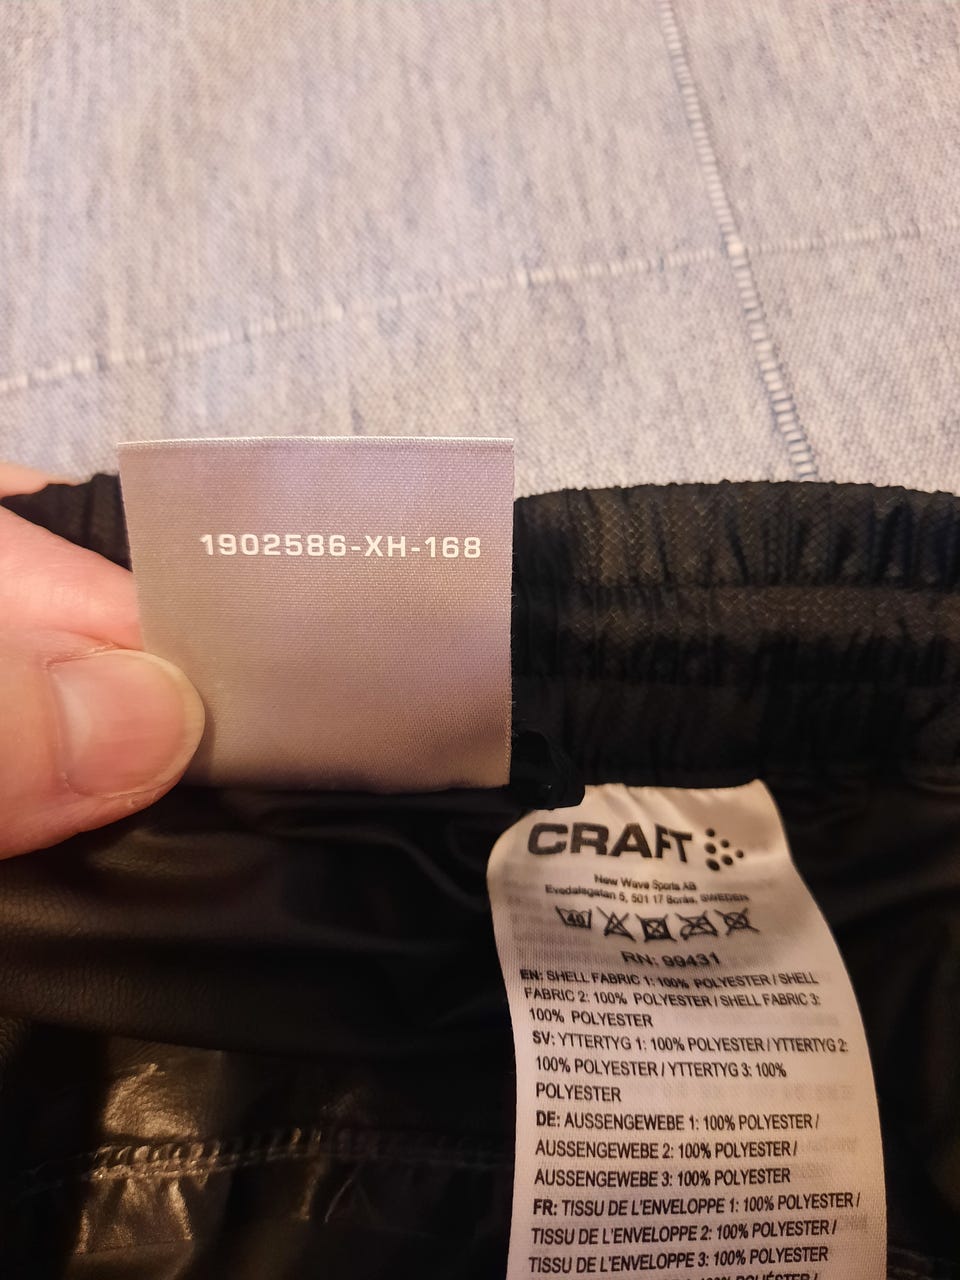 1902586-XH-168
CRAFT
New Wave Sports AB
Evedalsgatan 5, 501 17 Borås, SWEDEN
40
RN: 99431
EN: SHELL FABRIC 1: 100% POLYESTER / SHELL
FABRIC 2: 100% POLYESTER / SHELL FABRIC 3:
100% POLYESTER
SV: YTTERTYG 1: 100% POLYESTER / YTTERTYG 2:
100% POLYESTER / YTTERTYG 3: 100%
POLYESTER
DE: AUSSENGEWEBE 1: 100% POLYESTER /
AUSSENGEWEBE 2: 100% POLYESTER /
AUSSENGEWEBE 3: 100% POLYESTER
FR: TISSU DE L'ENVELOPPE 1: 100% POLYESTER /
TISSU DE L'ENVELOPPE 2: 100% POLYESTER /
TISSU DE L'ENVELOPPE 3: 100% POLYESTER